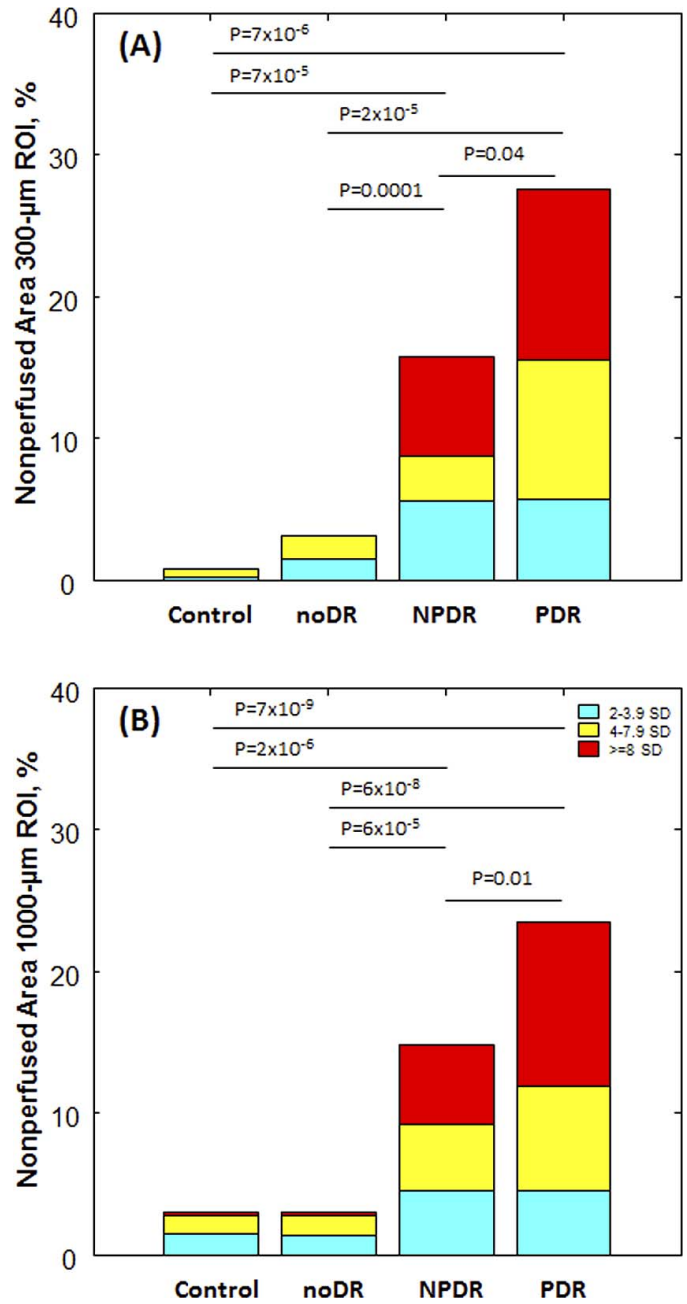 (A)
P=7x10-6
P=7x10-5
P=2x10-5
P=0.04
P=0.0001
Nonperfused Area 300-µm ROI, %
40
30
20
10
0
Control noDR NPDR PDR
(B)
P=7x10-9
P=2x10-6
P=6x10-8
P=6x10-5
P=0.01
2-3.9 SD
4-7.9 SD
>=8 SD
Nonperfused Area 1000-µm ROI, %
40
30
20
10
0
Control noDR NPDR PDR